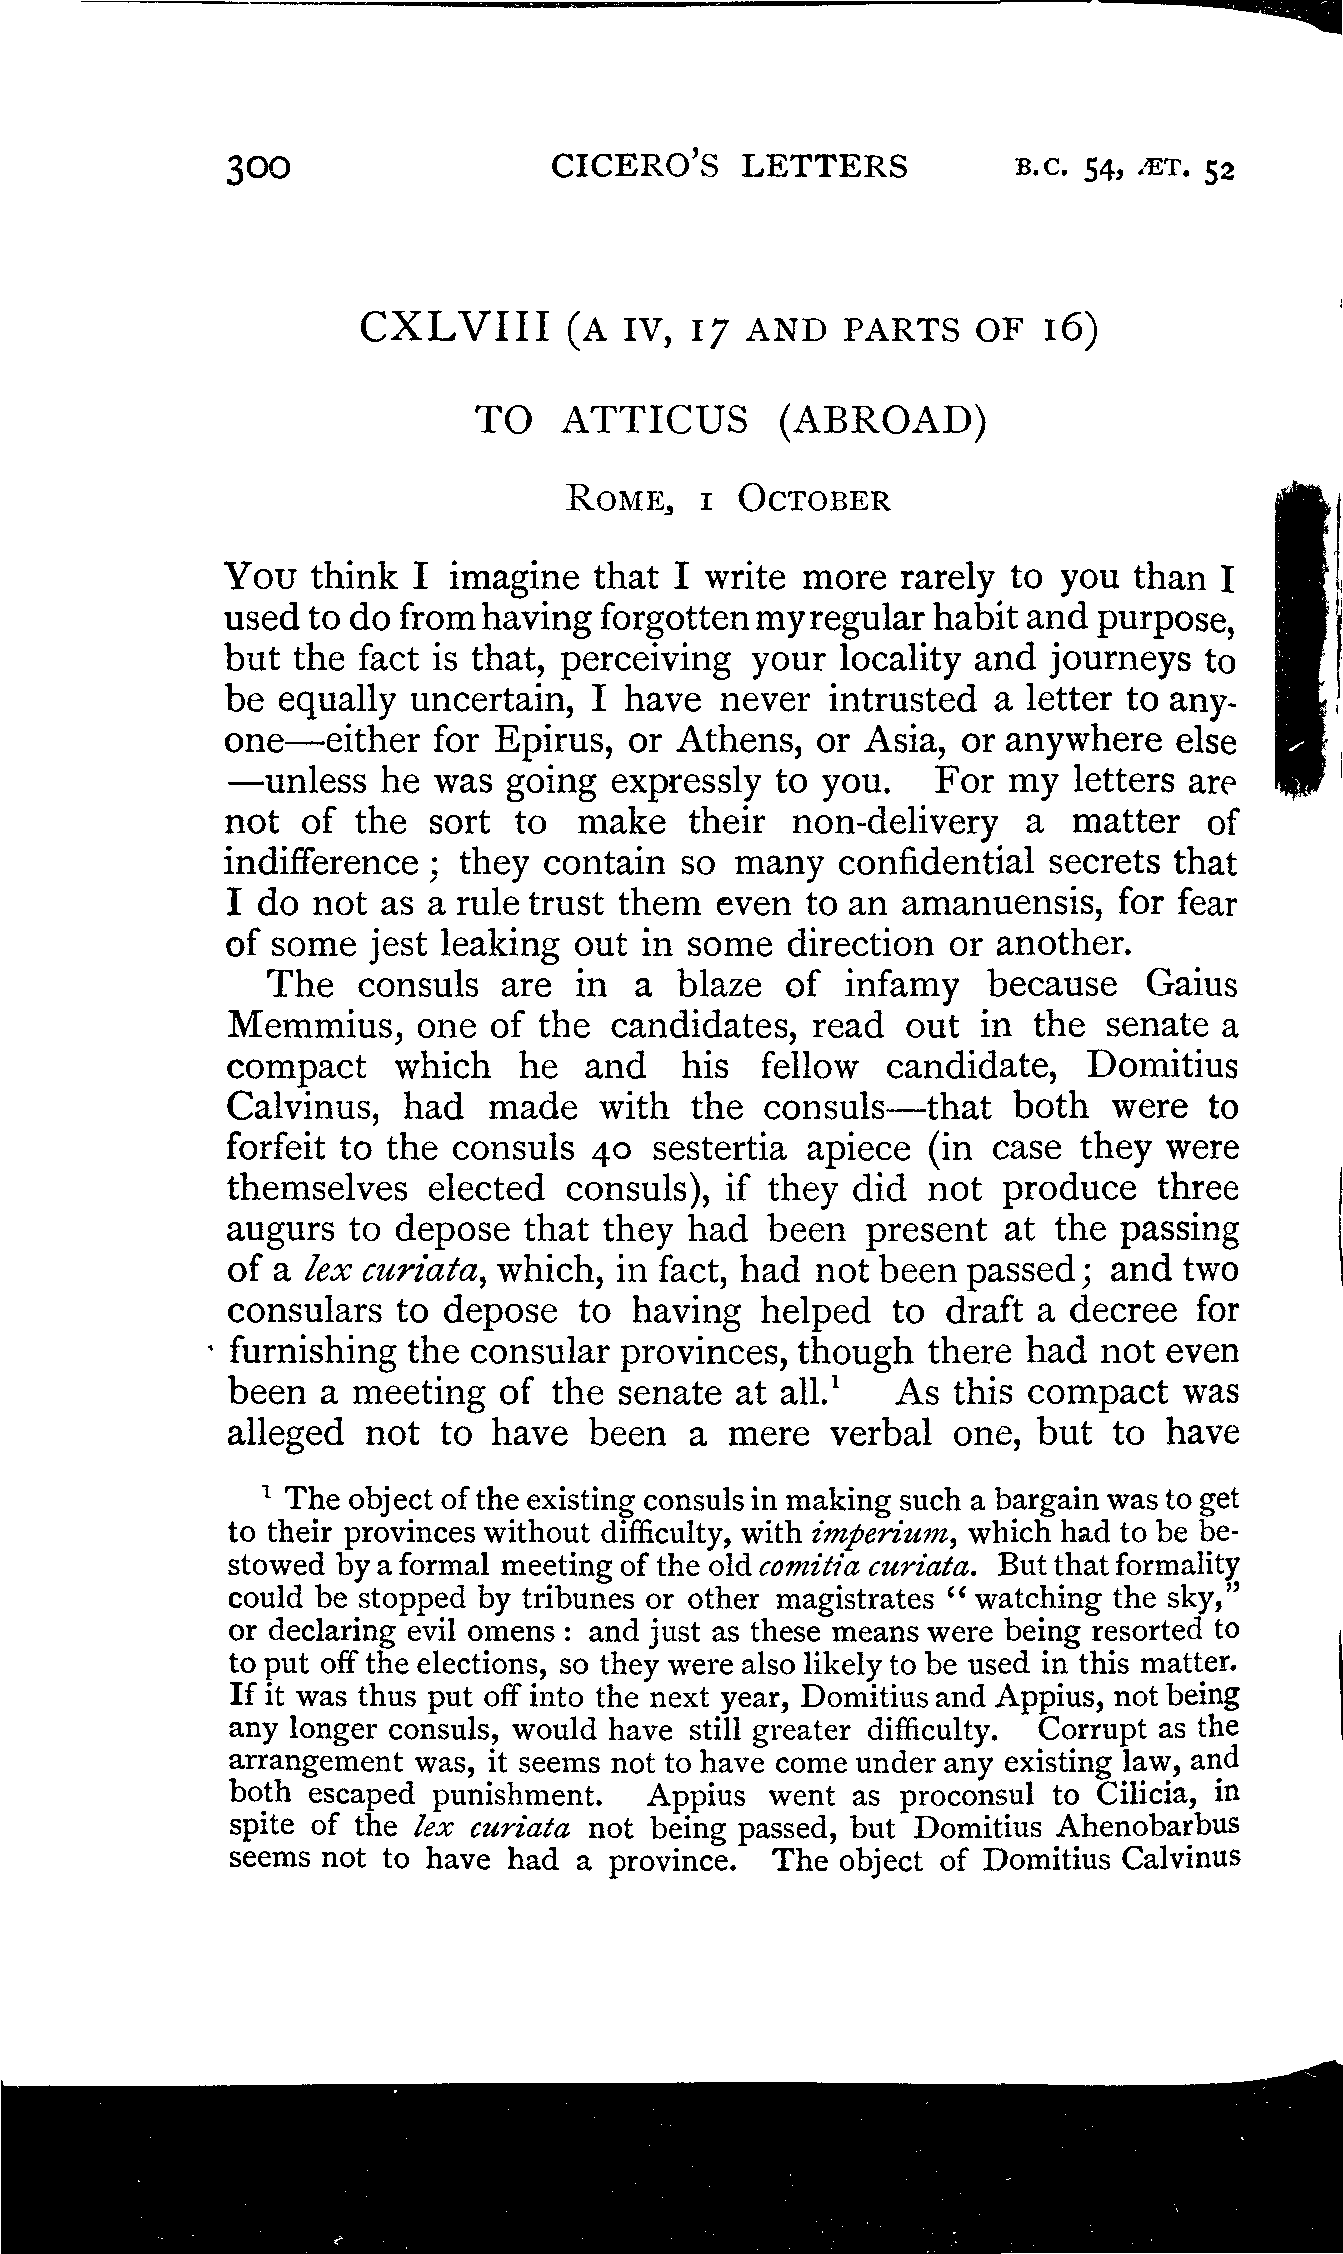 300 CICERO'S LETTERS B.C. 54, ÆT. 52
CXLVIII (A IV, 17 AND PARTS OF 16)
TO ATTICUS (ABROAD)
ROME, 1 OCTOBER
YOU think I imagine that I write more rarely to you than I
used to do from having forgotten my regular habit and purpose,
but the fact is that, perceiving your locality and journeys to
be equally uncertain, I have never intrusted a letter to any-
one—either for Epirus, or Athens, or Asia, or anywhere else
—unless he was going expressly to you. For my letters are
not of the sort to make their non-delivery a matter of
indifference; they contain so many confidential secrets that
I do not as a rule trust them even to an amanuensis, for fear
of some jest leaking out in some direction or another.
The consuls are in a blaze of infamy because Gaius
Memmius, one of the candidates, read out in the senate a
compact which he and his fellow candidate, Domitius
Calvinus, had made with the consuls—that both were to
forfeit to the consuls 40 sestertia apiece (in case they were
themselves elected consuls), if they did not produce three
augurs to depose that they had been present at the passing
of a lex curiata, which, in fact, had not been passed; and two
consulars to depose to having helped to draft a decree for
furnishing the consular provinces, though there had not even
been a meeting of the senate at all.¹ As this compact was
alleged not to have been a mere verbal one, but to have
¹ The object of the existing consuls in making such a bargain was to get
to their provinces without difficulty, with imperium, which had to be be-
stowed by a formal meeting of the old comitia curiata. But that formality
could be stopped by tribunes or other magistrates "watching the sky,"
or declaring evil omens: and just as these means were being resorted to
to put off the elections, so they were also likely to be used in this matter.
If it was thus put off into the next year, Domitius and Appius, not being
any longer consuls, would have still greater difficulty. Corrupt as the
arrangement was, it seems not to have come under any existing law, and
both escaped punishment. Appius went as proconsul to Cilicia, in
spite of the lex curiata not being passed, but Domitius Ahenobarbus
seems not to have had a province. The object of Domitius Calvinus